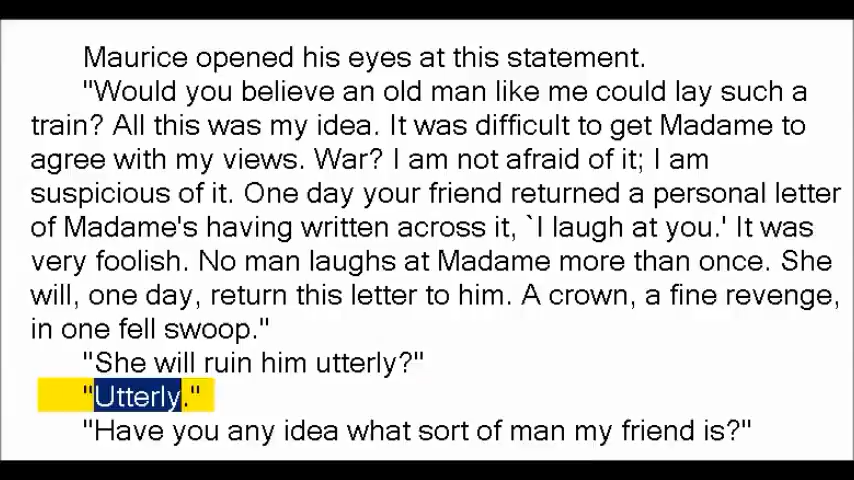 Maurice opened his eyes at this statement.
"Would you believe an old man like me could lay such a
train? All this was my idea. It was difficult to get Madame to
agree with my views. War? I am not afraid of it; I am
suspicious of it. One day your friend returned a personal letter
of Madame's having written across it, `I laugh at you.' It was
very foolish. No man laughs at Madame more than once. She
will, one day, return this letter to him. A crown, a fine revenge,
in one fell swoop."
"She will ruin him utterly?"
"Utterly."
"Have you any idea what sort of man my friend is?"